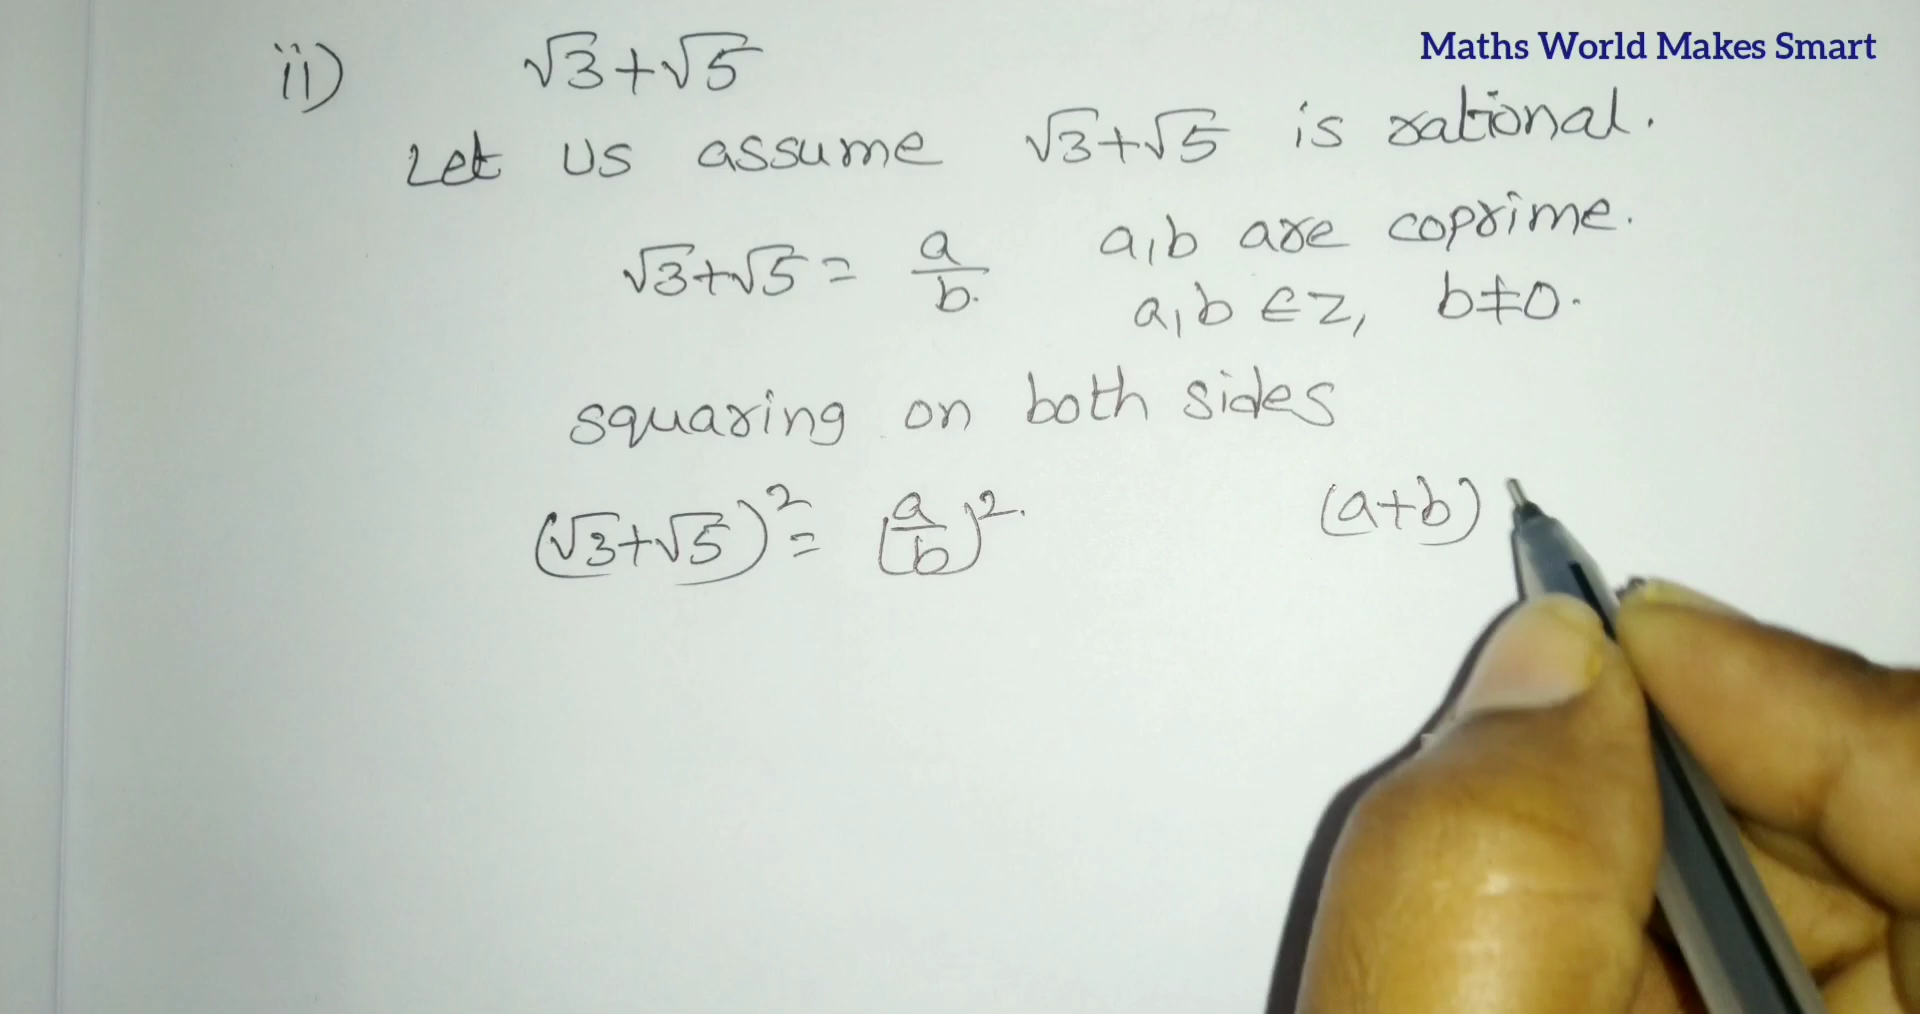 Maths World Makes Smart
ii) √3+√5
Let us assume √3+√5 is rational.
√3+√5 = a/b. a,b are coprime.
a,b ∈ Z, b≠0.
squaring on both sides
(√3+√5)² = (a/b)². (a+b)